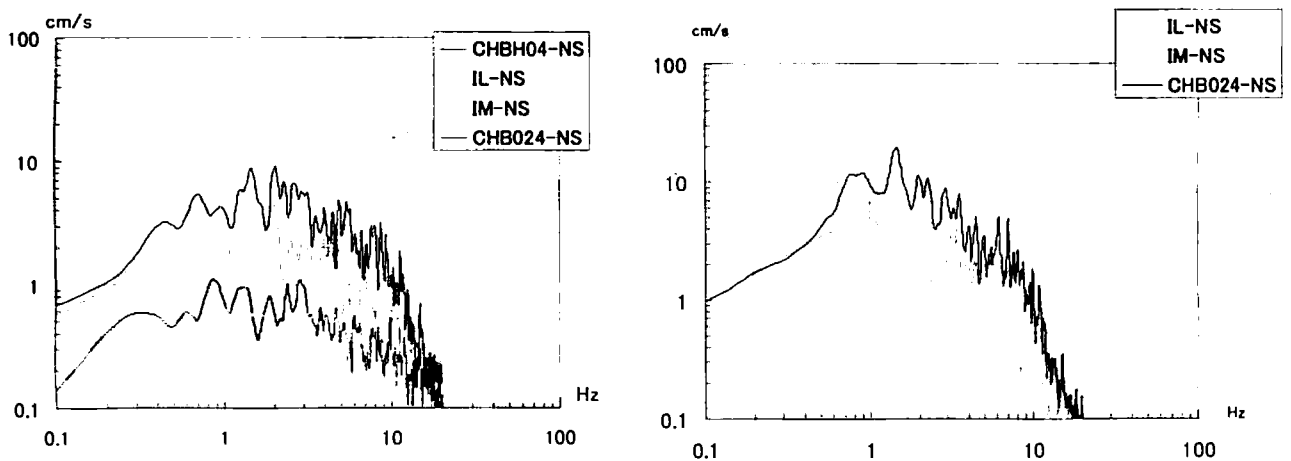 cm/s
100
10
1
0.1
0.1 1 10 100
Hz
CHBH04-NS
IL-NS
IM-NS
CHB024-NS
cm/s
100
10
1
0.1
0.1 1 10 100
Hz
IL-NS
IM-NS
CHB024-NS